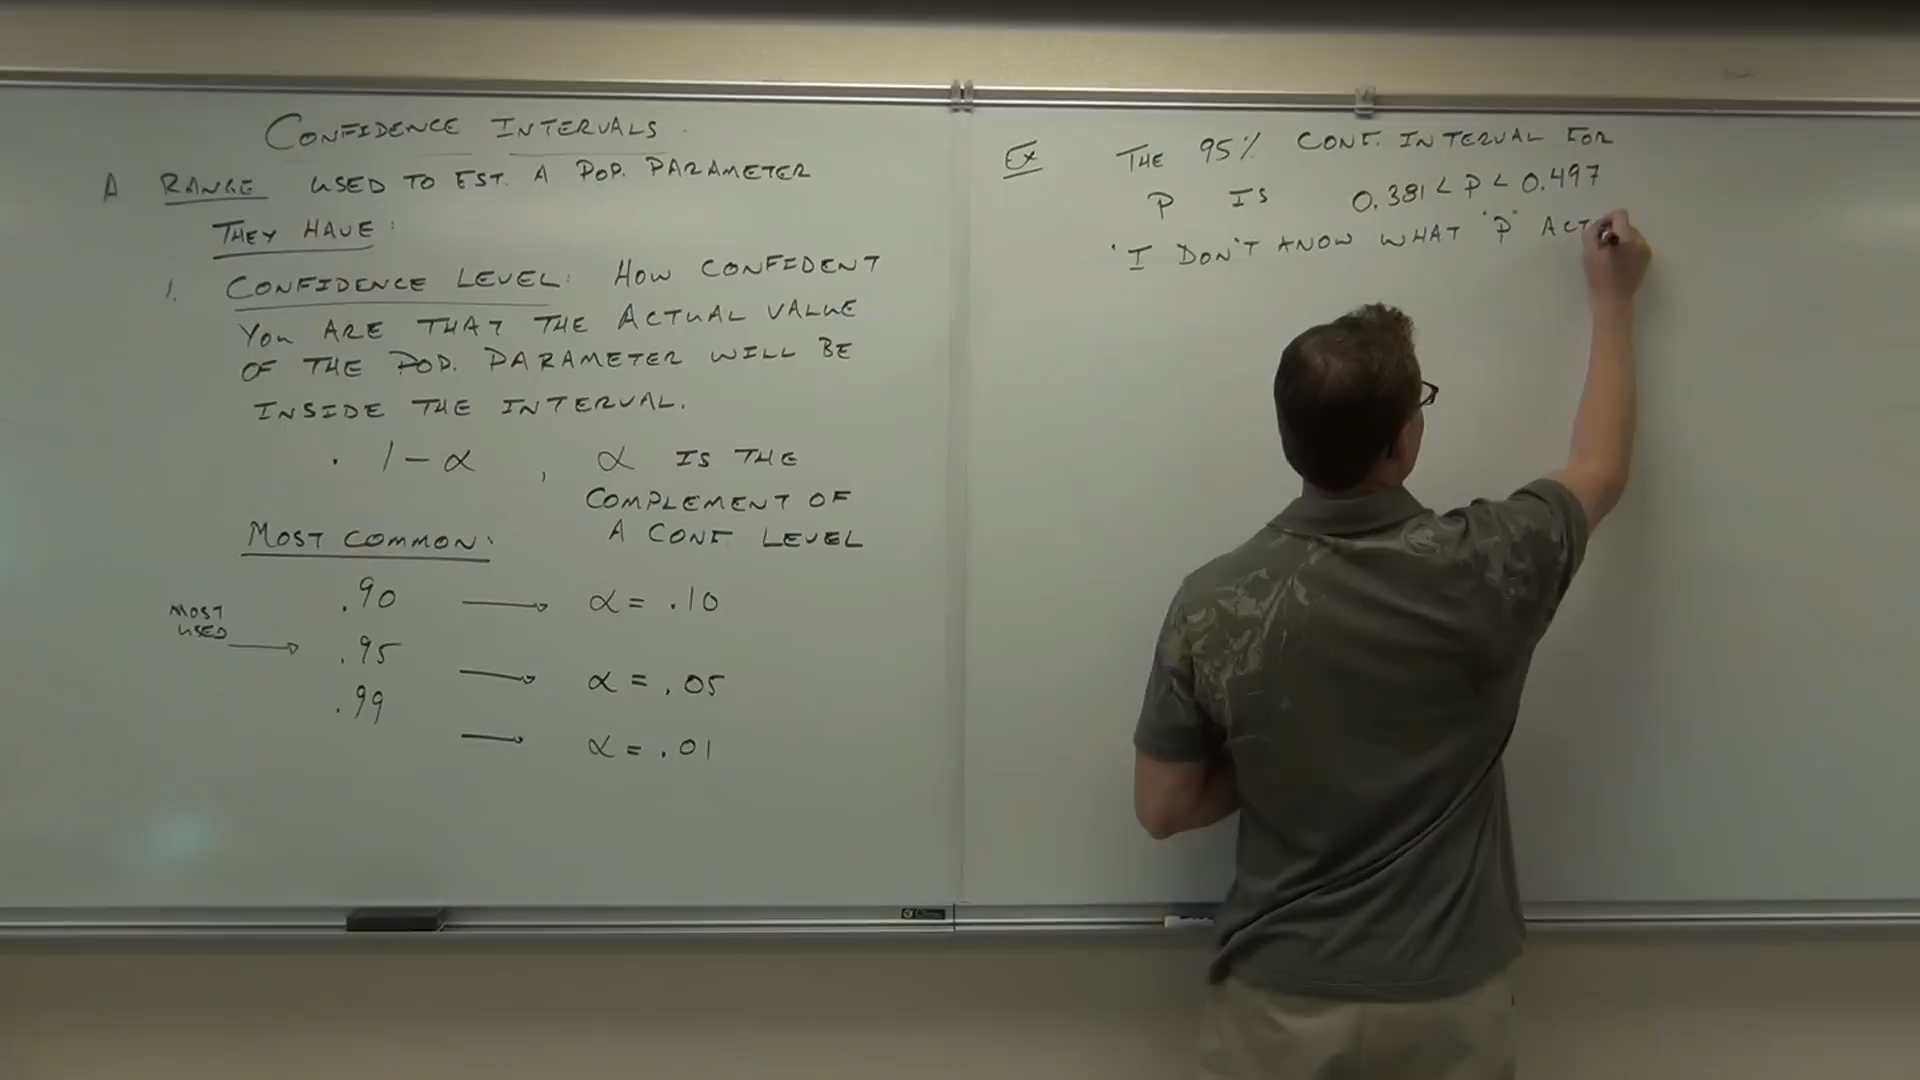 CONFIDENCE INTERVALS
A RANGE USED TO EST. A POP. PARAMETER
THEY HAVE:
1. CONFIDENCE LEVEL: HOW CONFIDENT
YOU ARE THAT THE ACTUAL VALUE
OF THE POP. PARAMETER WILL BE
INSIDE THE INTERVAL.
· 1-α , α IS THE
COMPLEMENT OF
A CONF LEVEL
MOST COMMON:
.90 → α = .10
MOST
USED → .95 → α = .05
.99 → α = .01
EX THE 95% CONF. INTERVAL FOR
P IS 0.381 < P < 0.497
"I DON'T KNOW WHAT "P" ACT